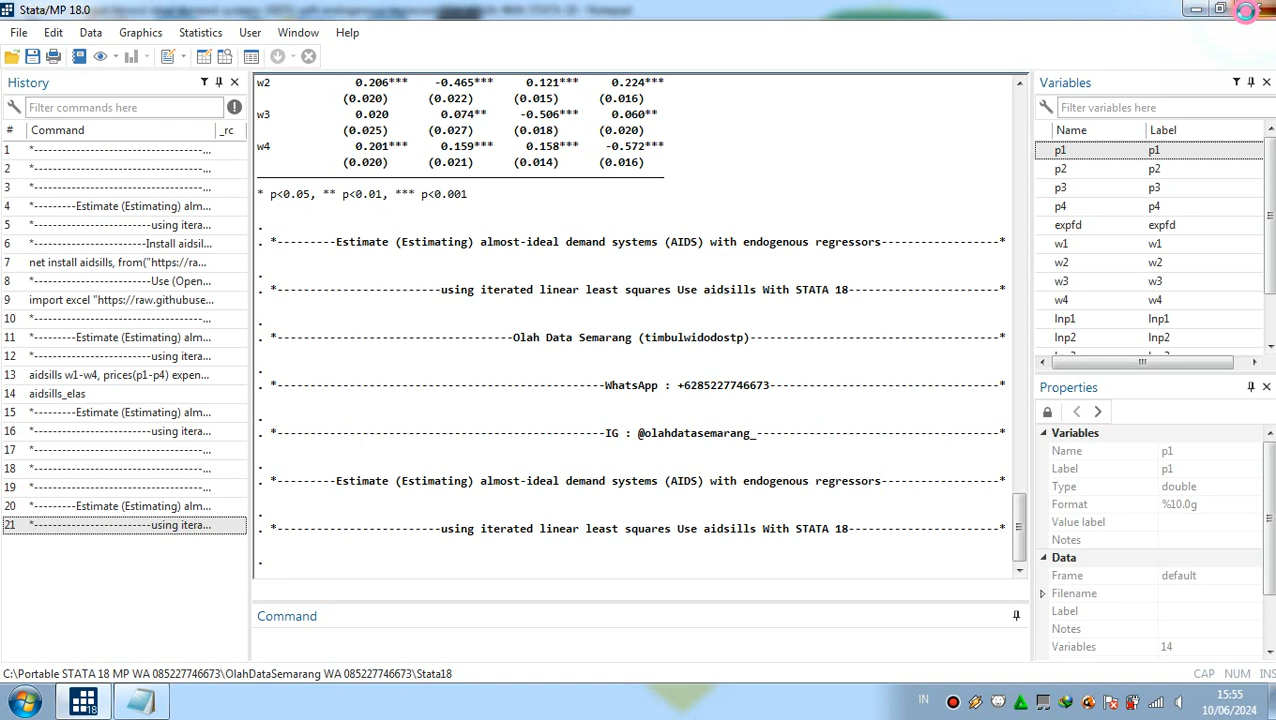 Stata/MP 18.0
File Edit Data Graphics Statistics User Window Help
History
Filter commands here
# Command _rc
1 *----------------------------------...
2 *----------------------------------...
3 *----------------------------------...
4 *---------Estimate (Estimating) alm...
5 *-------------------------using itera...
6 *------------------------Install aidsil...
7 net install aidsills, from("https://ra...
8 *-------------------------Use (Open...
9 import excel "https://raw.githubuse...
10 *----------------------------------...
11 *---------Estimate (Estimating) alm...
12 *-------------------------using itera...
13 aidsills w1-w4, prices(p1-p4) expen...
14 aidsills_elas
15 *---------Estimate (Estimating) alm...
16 *-------------------------using itera...
17 *----------------------------------...
18 *----------------------------------...
19 *----------------------------------...
20 *---------Estimate (Estimating) alm...
21 *-------------------------using itera...
w2 0.206*** -0.465*** 0.121*** 0.224***
(0.020) (0.022) (0.015) (0.016)
w3 0.020 0.074** -0.506*** 0.060**
(0.025) (0.027) (0.018) (0.020)
w4 0.201*** 0.159*** 0.158*** -0.572***
(0.020) (0.021) (0.014) (0.016)
* p<0.05, ** p<0.01, *** p<0.001
.
. *---------Estimate (Estimating) almost-ideal demand systems (AIDS) with endogenous regressors------------------*
.
. *-------------------------using iterated linear least squares Use aidsills With STATA 18-----------------------*
.
. *------------------------------------Olah Data Semarang (timbulwidodostp)---------------------------------------*
.
. *--------------------------------------------------WhatsApp : +6285227746673------------------------------------*
.
. *--------------------------------------------------IG : @olahdatasemarang_--------------------------------------*
.
. *---------Estimate (Estimating) almost-ideal demand systems (AIDS) with endogenous regressors------------------*
.
. *-------------------------using iterated linear least squares Use aidsills With STATA 18-----------------------*
.
Command
Variables
Filter variables here
Name Label
p1 p1
p2 p2
p3 p3
p4 p4
expfd expfd
w1 w1
w2 w2
w3 w3
w4 w4
lnp1 lnp1
lnp2 lnp2
Properties
Variables
Name p1
Label p1
Type double
Format %10.0g
Value label
Notes
Data
Frame default
Filename
Label
Notes
Variables 14
C:\Portable STATA 18 MP WA 085227746673\OlahDataSemarang WA 085227746673\Stata18
CAP NUM INS
18
IN
15:55
10/06/2024